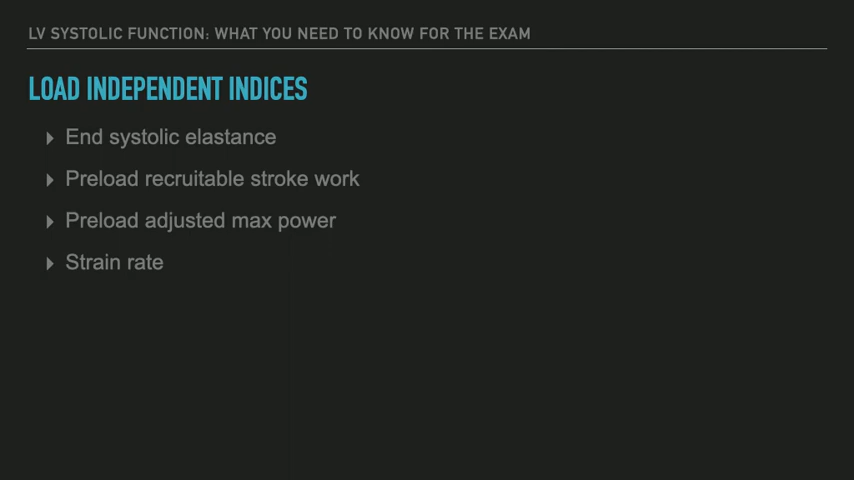 LV SYSTOLIC FUNCTION: WHAT YOU NEED TO KNOW FOR THE EXAM
LOAD INDEPENDENT INDICES
End systolic elastance
Preload recruitable stroke work
Preload adjusted max power
Strain rate